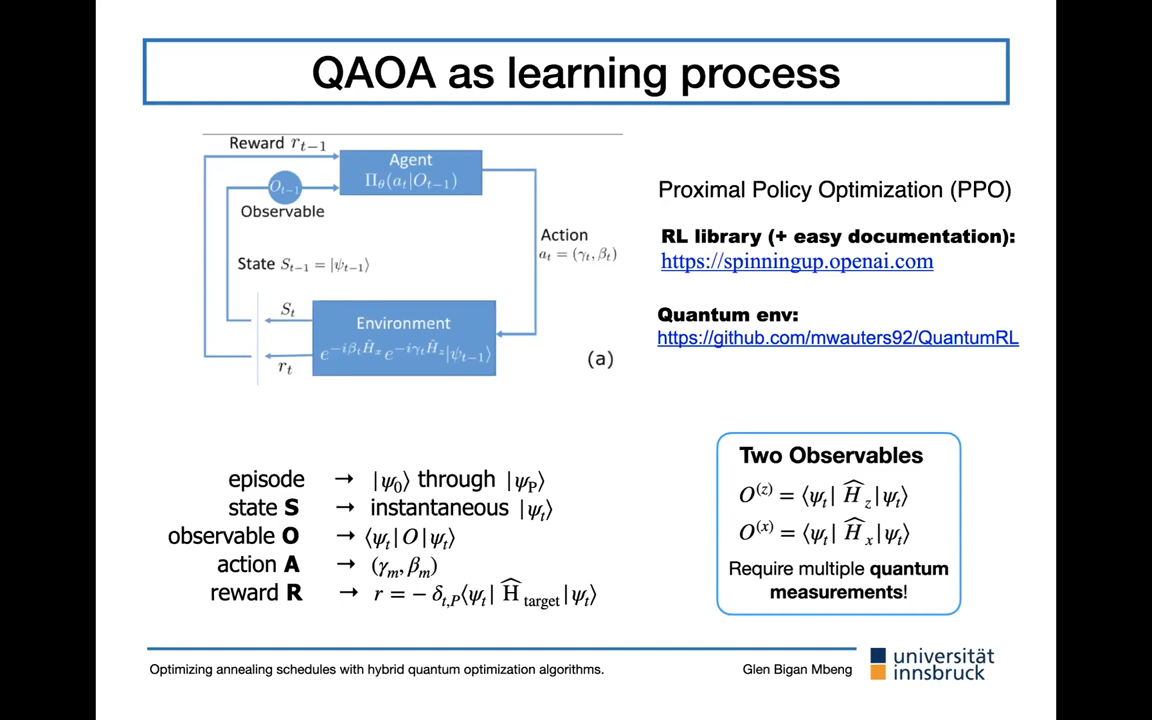 QAOA as learning process
Reward r_{t−1}
Agent
Π_θ(a_t|O_{t−1})
O_{t−1}
Observable
Action
a_t = (γ_t, β_t)
State S_{t−1} = |ψ_{t−1}⟩
S_t
Environment
e^{−iβ_tĤ_x} e^{−iγ_tĤ_z}|ψ_{t−1}⟩
r_t
(a)
Proximal Policy Optimization (PPO)
RL library (+ easy documentation):
https://spinningup.openai.com
Quantum env:
https://github.com/mwauters92/QuantumRL
episode → |ψ_0⟩ through |ψ_P⟩
state S → instantaneous |ψ_t⟩
observable O → ⟨ψ_t|O|ψ_t⟩
action A → (γ_m, β_m)
reward R → r = − δ_{t,P}⟨ψ_t| Ĥ_target |ψ_t⟩
Two Observables
O^(z) = ⟨ψ_t| Ĥ_z |ψ_t⟩
O^(x) = ⟨ψ_t| Ĥ_x |ψ_t⟩
Require multiple quantum
measurements!
Optimizing annealing schedules with hybrid quantum optimization algorithms.
Glen Bigan Mbeng
universität
innsbruck